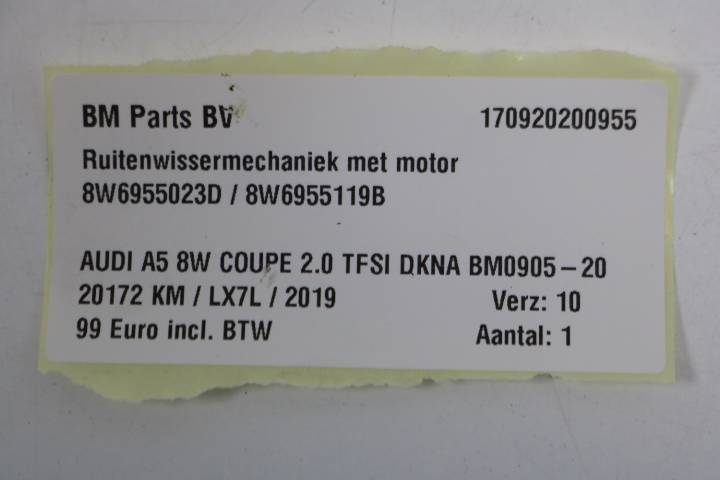 BM Parts BV 170920200955
Ruitenwissermechaniek met motor
8W6955023D / 8W6955119B
AUDI A5 8W COUPE 2.0 TFSI DKNA BM0905-20
20172 KM / LX7L / 2019 Verz: 10
99 Euro incl. BTW Aantal: 1